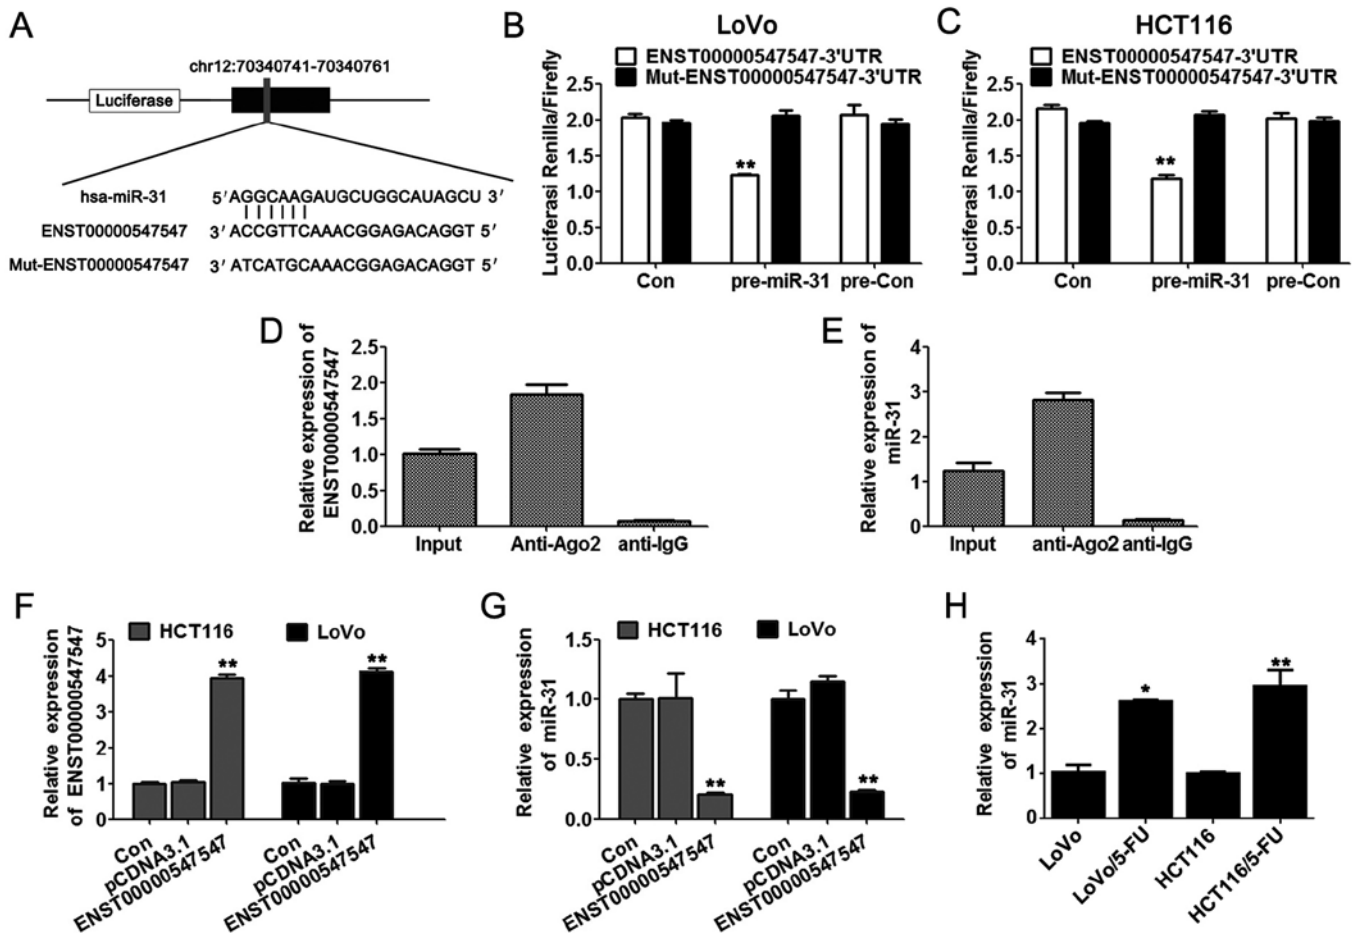 A
chr12:70340741-70340761
Luciferase
hsa-miR-31 5′AGGCAAGAUGCUGGCAUAGCU 3′
ENST00000547547 3′ ACCGTTCAAACGGAGACAGGT 5′
Mut-ENST00000547547 3′ ATCATGCAAACGGAGACAGGT 5′
B
LoVo
ENST00000547547-3'UTR
Mut-ENST00000547547-3'UTR
Luciferasi Renilla/Firefly
2.5
2.0
1.5
1.0
0.5
0.0
**
Con pre-miR-31 pre-Con
C
HCT116
ENST00000547547-3'UTR
Mut-ENST00000547547-3'UTR
Luciferasi Renilla/Firefly
2.5
2.0
1.5
1.0
0.5
0.0
**
Con pre-miR-31 pre-Con
D
Relative expression of
ENST00000547547
2.5
2.0
1.5
1.0
0.5
0.0
Input Anti-Ago2 anti-IgG
E
Relative expression of
miR-31
4
3
2
1
0
Input anti-Ago2 anti-IgG
F
HCT116 LoVo
Relative expression
of ENST00000547547
5
4
3
2
1
0
** **
Con
pCDNA3.1
ENST00000547547
Con
pCDNA3.1
ENST00000547547
G
HCT116 LoVo
Relative expression
of miR-31
1.5
1.0
0.5
0.0
** **
Con
pCDNA3.1
ENST00000547547
Con
pCDNA3.1
ENST00000547547
H
Relative expression
of miR-31
4
3
2
1
0
* **
LoVo
LoVo/5-FU
HCT116
HCT116/5-FU